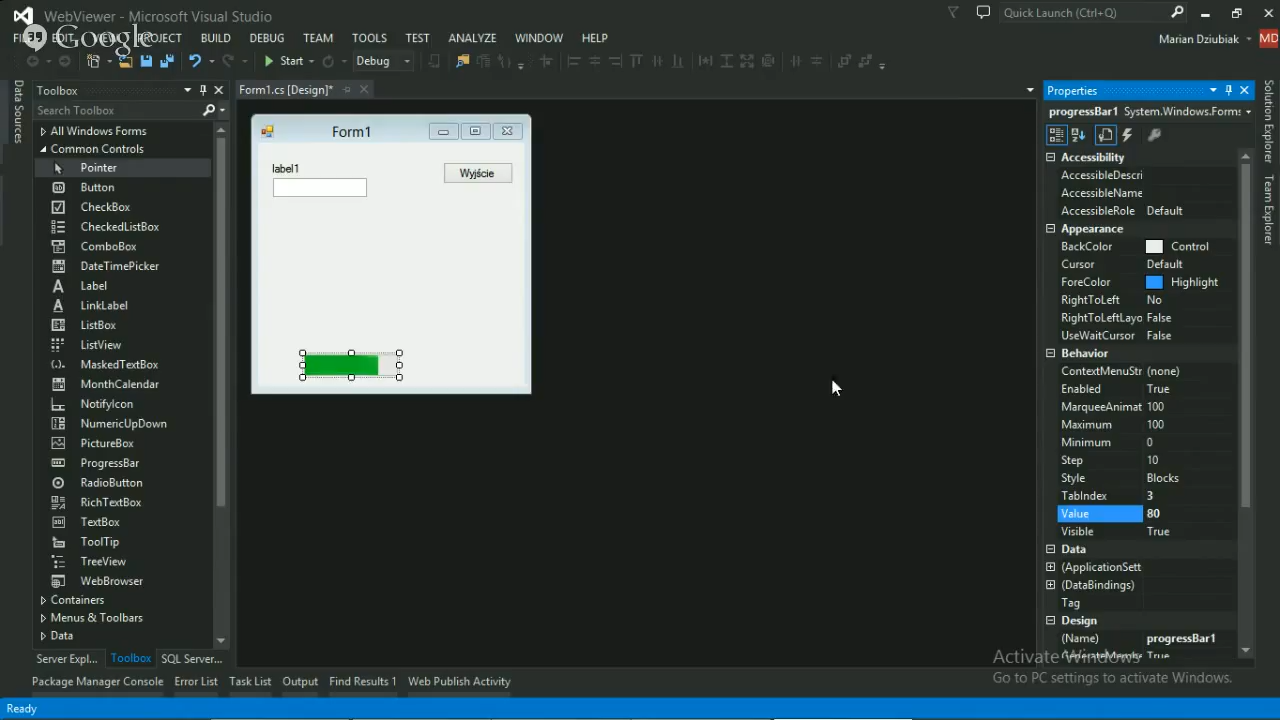 WebViewer - Microsoft Visual Studio
Quick Launch (Ctrl+Q)
Google
EDIT PROJECT BUILD DEBUG TEAM TOOLS TEST ANALYZE WINDOW HELP
Marian Dziubiak MD
Start Debug
Data Sources
Toolbox
Search Toolbox
All Windows Forms
Common Controls
Pointer
Button
CheckBox
CheckedListBox
ComboBox
DateTimePicker
Label
LinkLabel
ListBox
ListView
MaskedTextBox
MonthCalendar
NotifyIcon
NumericUpDown
PictureBox
ProgressBar
RadioButton
RichTextBox
TextBox
ToolTip
TreeView
WebBrowser
Containers
Menus & Toolbars
Data
Server Expl... Toolbox SQL Server...
Form1.cs [Design]*
Form1
label1
Wyjście
Properties
progressBar1 System.Windows.Forms
Accessibility
AccessibleDescri
AccessibleName
AccessibleRole Default
Appearance
BackColor Control
Cursor Default
ForeColor Highlight
RightToLeft No
RightToLeftLayo False
UseWaitCursor False
Behavior
ContextMenuStr (none)
Enabled True
MarqueeAnimat 100
Maximum 100
Minimum 0
Step 10
Style Blocks
TabIndex 3
Value 80
Visible True
Data
(ApplicationSett
(DataBindings)
Tag
Design
(Name) progressBar1
GenerateMembe True
Solution Explorer
Team Explorer
Activate Windows
Go to PC settings to activate Windows.
Package Manager Console Error List Task List Output Find Results 1 Web Publish Activity
Ready